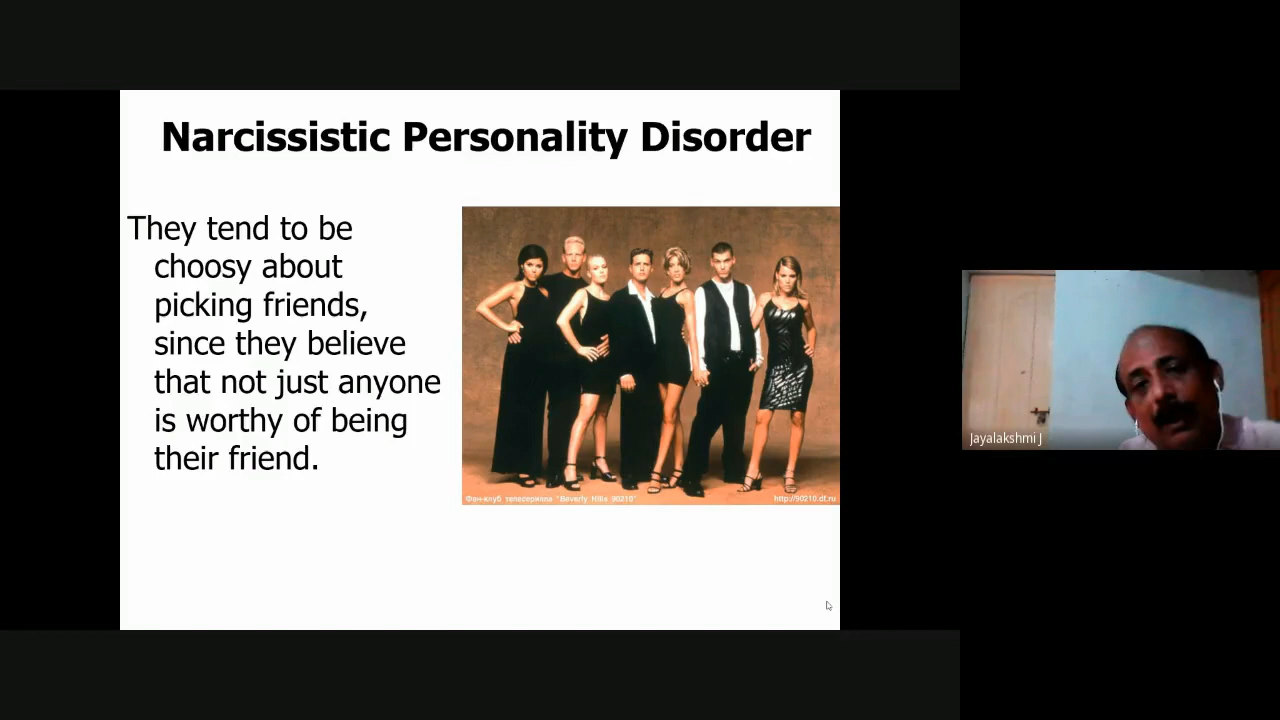 Narcissistic Personality Disorder
They tend to be
choosy about
picking friends,
since they believe
that not just anyone
is worthy of being
their friend.
Фан-клуб телесериала "Beverly Hills 90210"
http://90210.df.ru
Jayalakshmi J